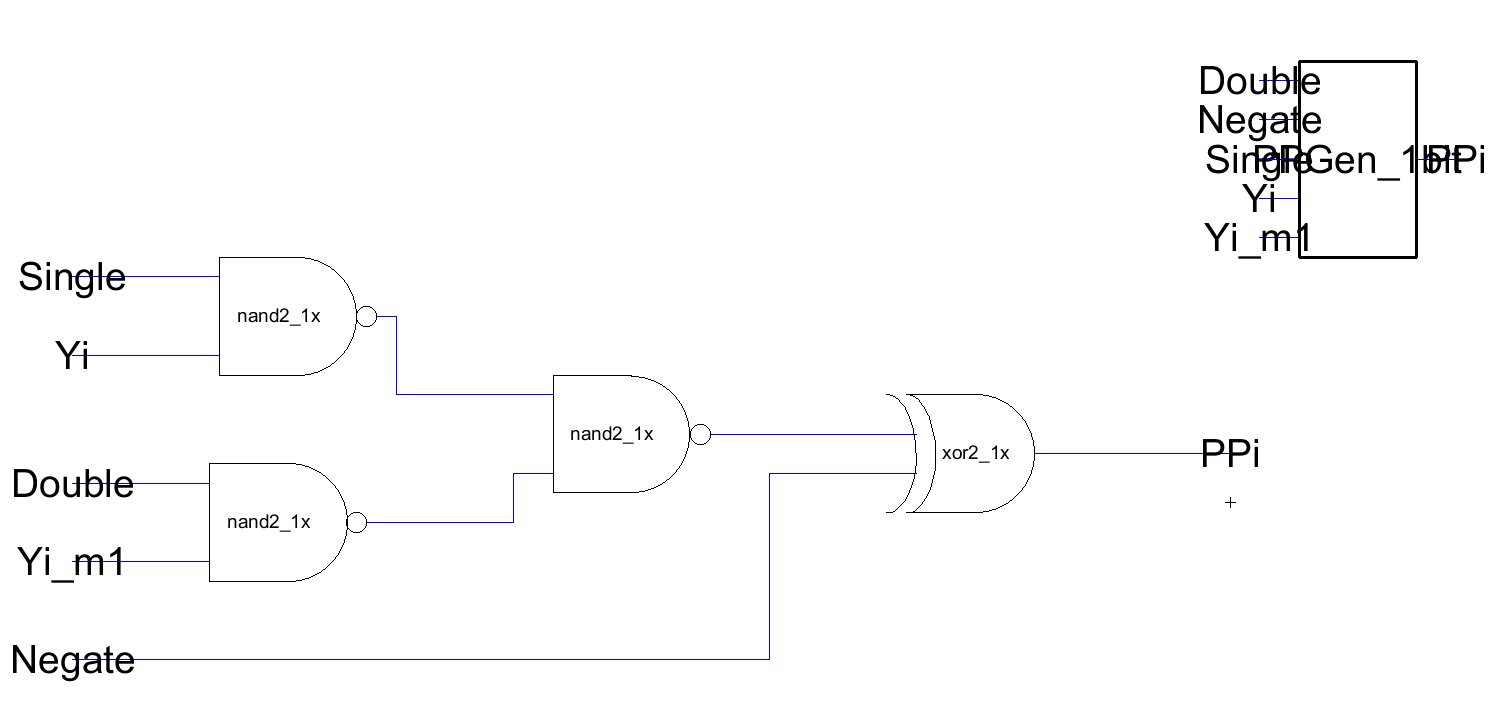 Double
Negate
Single
PPGen_1bit
PPi
Yi
Yi_m1
Single
nand2_1x
Yi
nand2_1x
Double
nand2_1x
Yi_m1
xor2_1x
PPi
Negate